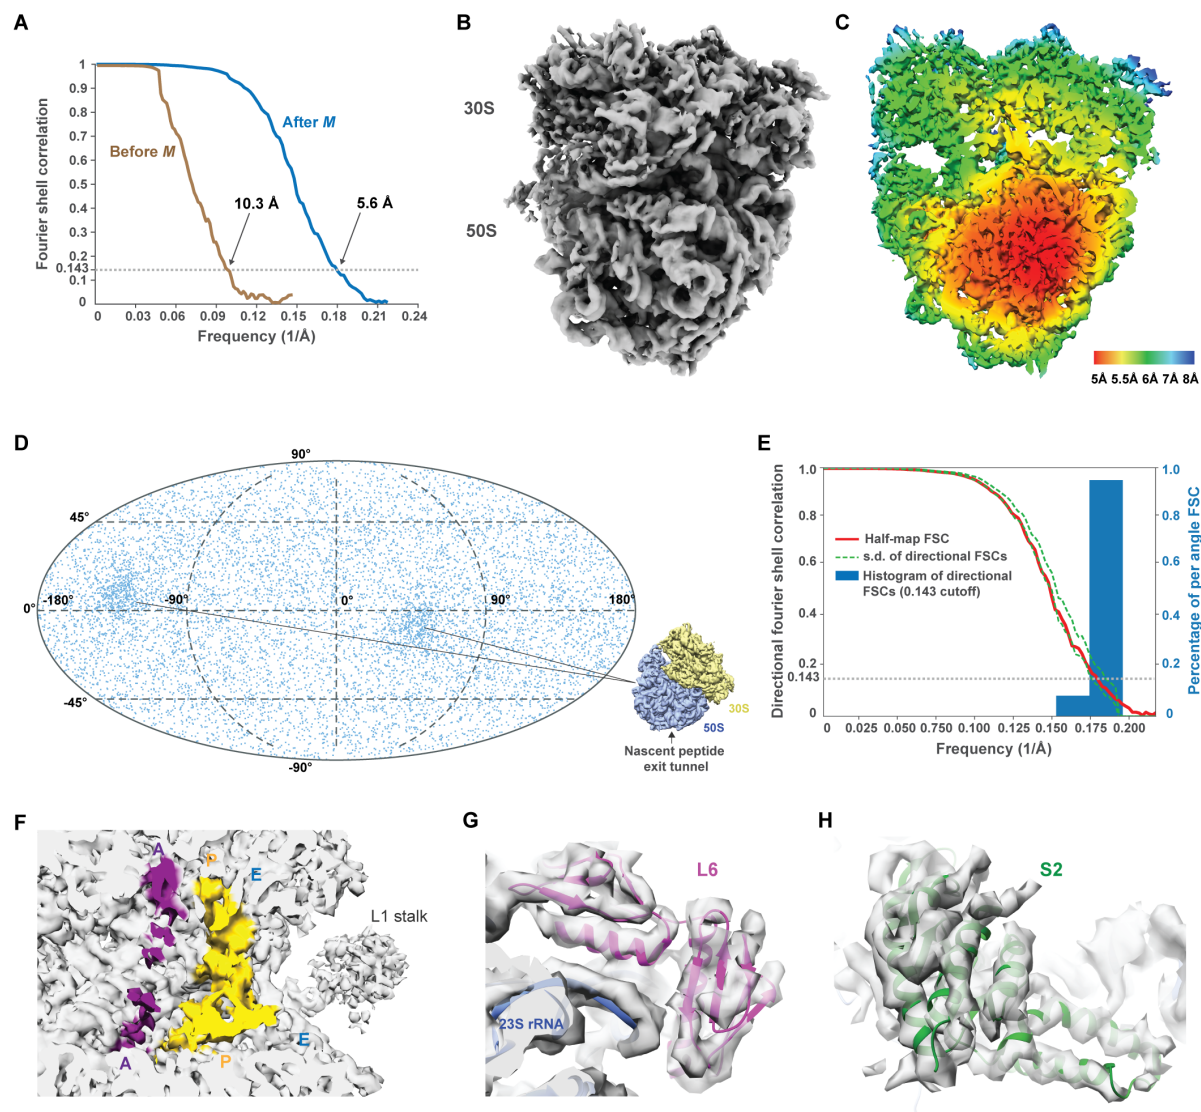 A
Fourier shell correlation
1
0.9
0.8
0.7
0.6
0.5
0.4
0.3
0.2
0.143
0.1
0
After M
Before M
10.3 Å
5.6 Å
0
0.03
0.06
0.09
0.12
0.15
0.18
0.21
0.24
Frequency (1/Å)
B
30S
50S
C
5Å 5.5Å 6Å 7Å 8Å
D
90°
45°
0°
-180°
-90°
0°
90°
180°
-45°
-90°
30S
50S
Nascent peptide
exit tunnel
E
Directional fourier shell correlation
1.0
0.8
0.6
0.4
0.2
0.143
0
Half-map FSC
s.d. of directional FSCs
Histogram of directional
FSCs (0.143 cutoff)
1.0
0.8
0.6
0.4
0.2
0
Percentage of per angle FSC
0
0.025
0.050
0.075
0.100
0.125
0.150
0.175
0.200
Frequency (1/Å)
F
A
P
E
L1 stalk
A
P
E
G
L6
23S rRNA
H
S2